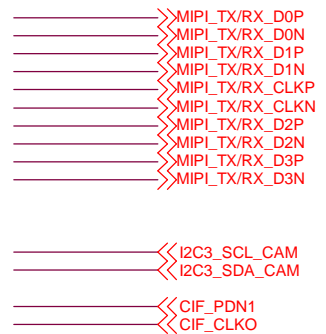 MIPI_TX/RX_D0P
MIPI_TX/RX_D0N
MIPI_TX/RX_D1P
MIPI_TX/RX_D1N
MIPI_TX/RX_CLKP
MIPI_TX/RX_CLKN
MIPI_TX/RX_D2P
MIPI_TX/RX_D2N
MIPI_TX/RX_D3P
MIPI_TX/RX_D3N
I2C3_SCL_CAM
I2C3_SDA_CAM
CIF_PDN1
CIF_CLKO